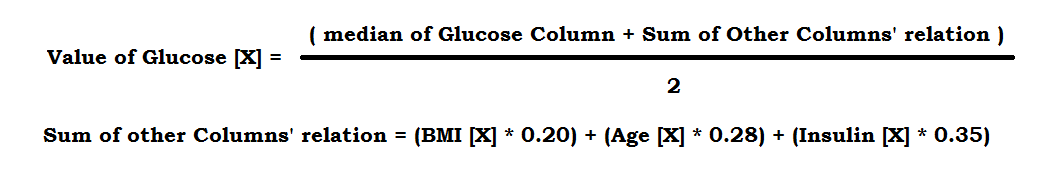 ( median of Glucose Column + Sum of Other Columns' relation )
Value of Glucose [X] =
2
Sum of other Columns' relation = (BMI [X] * 0.20) + (Age [X] * 0.28) + (Insulin [X] * 0.35)